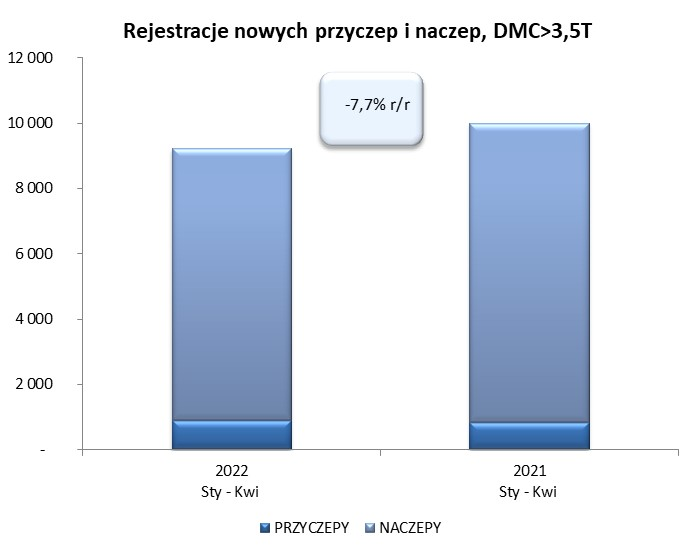 Rejestracje nowych przyczep i naczep, DMC>3,5T
12 000
-7,7% r/r
10 000
8 000
6 000
4 000
2 000
-
2022
Sty - Kwi
2021
Sty - Kwi
PRZYCZEPY
NACZEPY